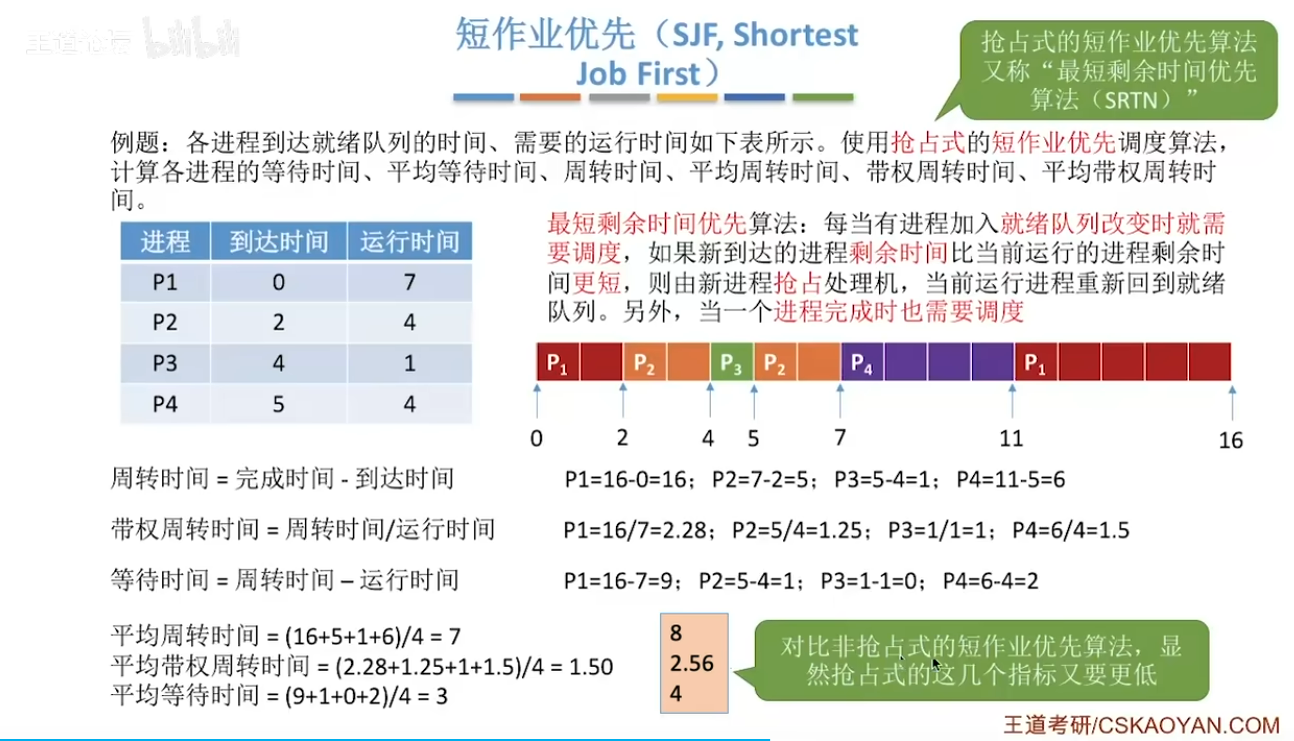 王道论坛 bilibili
短作业优先（SJF, Shortest
Job First）
抢占式的短作业优先算法
又称“最短剩余时间优先
算法（SRTN）”
例题：各进程到达就绪队列的时间、需要的运行时间如下表所示。使用抢占式的短作业优先调度算法，
计算各进程的等待时间、平均等待时间、周转时间、平均周转时间、带权周转时间、平均带权周转时
间。
进程 到达时间 运行时间
P1 0 7
P2 2 4
P3 4 1
P4 5 4
最短剩余时间优先算法：每当有进程加入就绪队列改变时就需
要调度，如果新到达的进程剩余时间比当前运行的进程剩余时
间更短，则由新进程抢占处理机，当前运行进程重新回到就绪
队列。另外，当一个进程完成时也需要调度
P1 P2 P3 P2 P4 P1
0 2 4 5 7 11 16
周转时间 = 完成时间 - 到达时间 P1=16-0=16；P2=7-2=5；P3=5-4=1；P4=11-5=6
带权周转时间 = 周转时间/运行时间 P1=16/7=2.28；P2=5/4=1.25；P3=1/1=1；P4=6/4=1.5
等待时间 = 周转时间 – 运行时间 P1=16-7=9；P2=5-4=1；P3=1-1=0；P4=6-4=2
平均周转时间 = (16+5+1+6)/4 = 7
平均带权周转时间 = (2.28+1.25+1+1.5)/4 = 1.50
平均等待时间 = (9+1+0+2)/4 = 3
8
2.56
4
对比非抢占式的短作业优先算法，显
然抢占式的这几个指标又要更低
王道考研/CSKAOYAN.COM